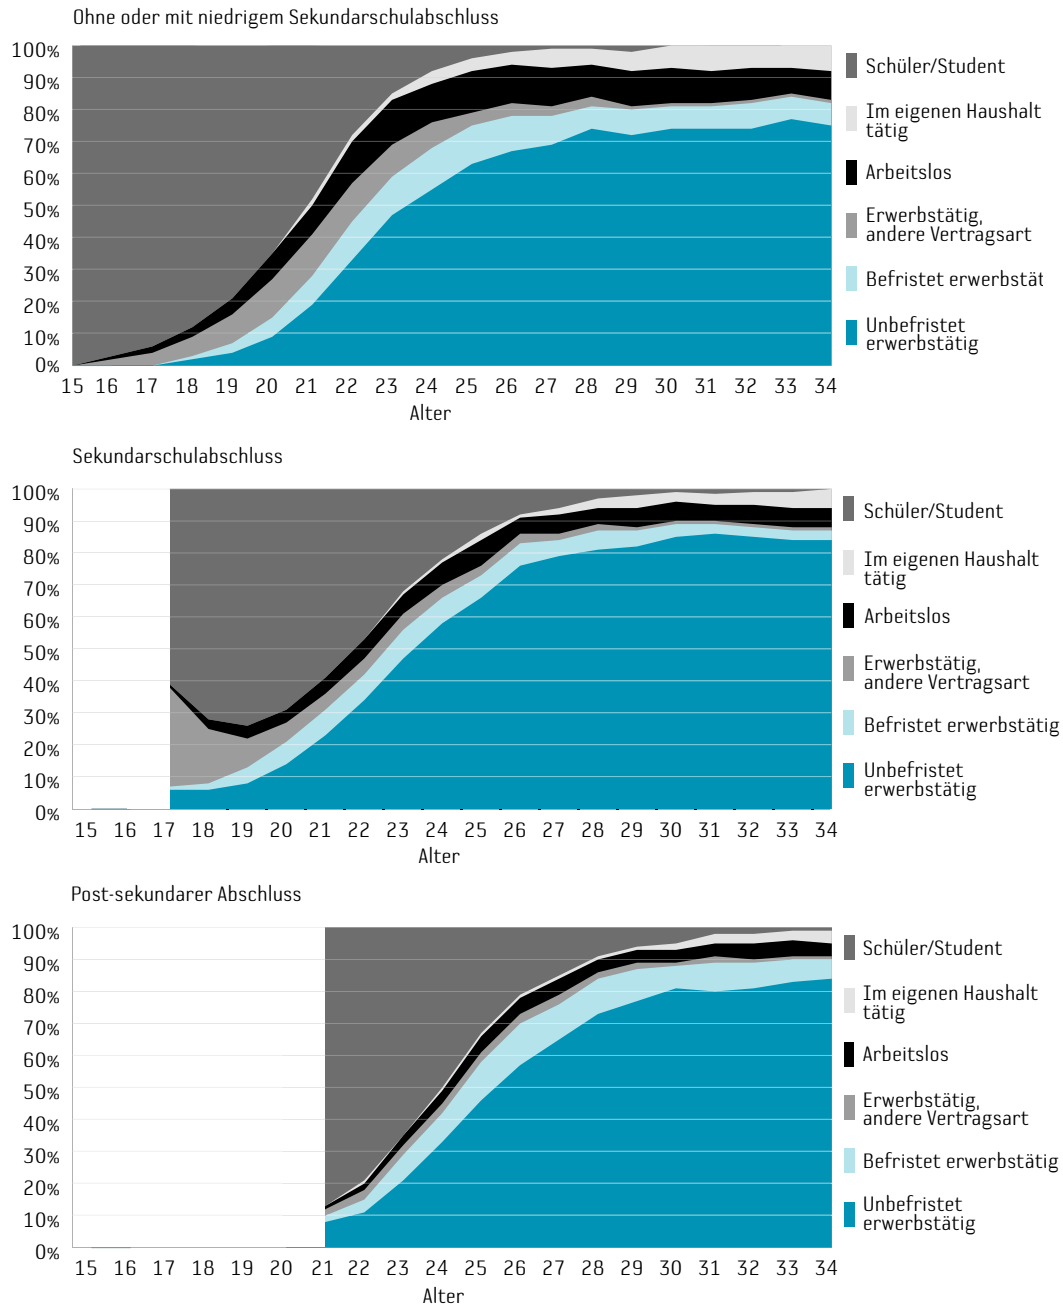 Ohne oder mit niedrigem Sekundarschulabschluss
100%
90%
80%
70%
60%
50%
40%
30%
20%
10%
0%
15 16 17 18 19 20 21 22 23 24 25 26 27 28 29 30 31 32 33 34
Alter
Schüler/Student
Im eigenen Haushalt
tätig
Arbeitslos
Erwerbstätig,
andere Vertragsart
Befristet erwerbstät
Unbefristet
erwerbstätig
Sekundarschulabschluss
100%
90%
80%
70%
60%
50%
40%
30%
20%
10%
0%
15 16 17 18 19 20 21 22 23 24 25 26 27 28 29 30 31 32 33 34
Alter
Schüler/Student
Im eigenen Haushalt
tätig
Arbeitslos
Erwerbstätig,
andere Vertragsart
Befristet erwerbstätig
Unbefristet
erwerbstätig
Post-sekundarer Abschluss
100%
90%
80%
70%
60%
50%
40%
30%
20%
10%
0%
15 16 17 18 19 20 21 22 23 24 25 26 27 28 29 30 31 32 33 34
Alter
Schüler/Student
Im eigenen Haushalt
tätig
Arbeitslos
Erwerbstätig,
andere Vertragsart
Befristet erwerbstätig
Unbefristet
erwerbstätig